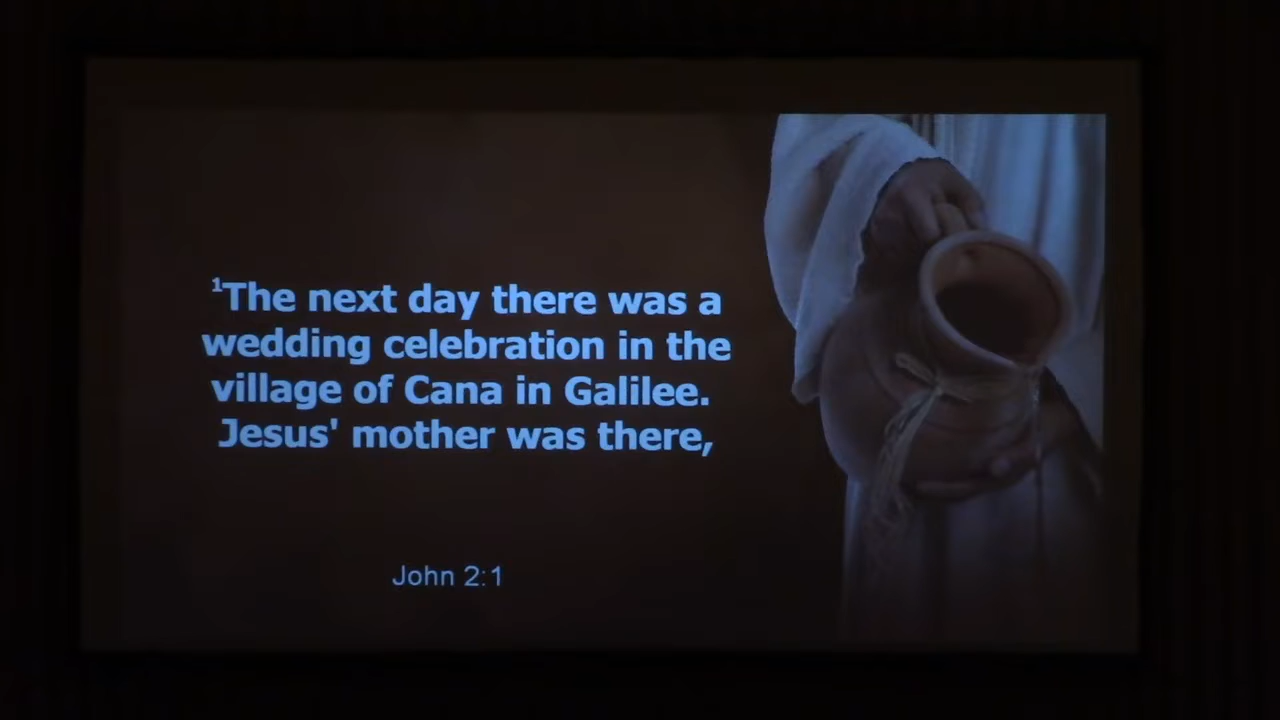 ¹The next day there was a
wedding celebration in the
village of Cana in Galilee.
Jesus' mother was there,
John 2:1